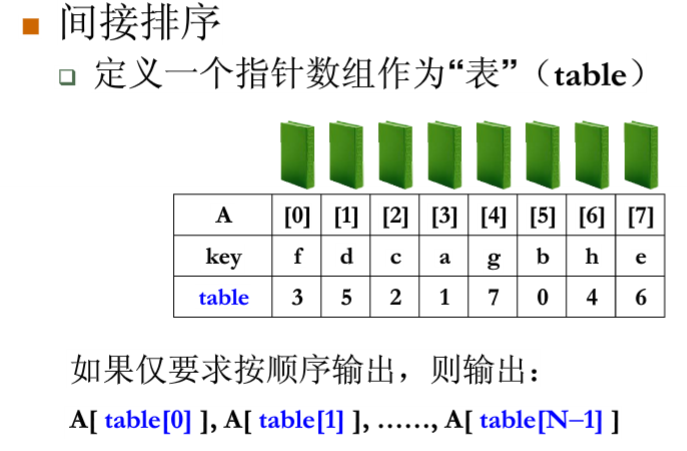 间接排序
定义一个指针数组作为“表”（table）
A [0] [1] [2] [3] [4] [5] [6] [7]
key f d c a g b h e
table 3 5 2 1 7 0 4 6
如果仅要求按顺序输出，则输出：
A[ table[0] ], A[ table[1] ], ……, A[ table[N–1] ]